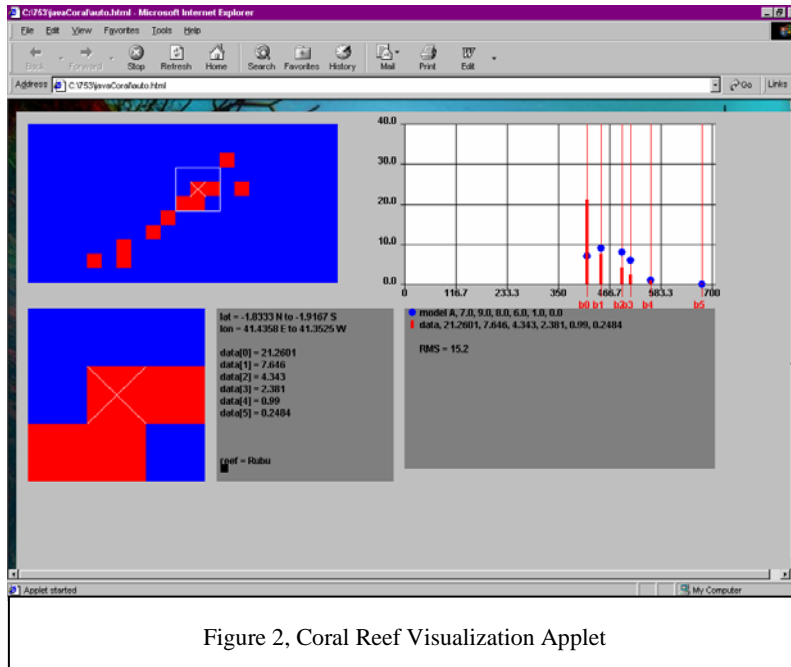 C:\753\javaCoral\auto.html - Microsoft Internet Explorer
File Edit View Favorites Tools Help
Back Forward Stop Refresh Home Search Favorites History Mail Print Edit
Address C:\753\javaCoral\auto.html Go Links
40.0
30.0
20.0
10.0
0.0
0 116.7 233.3 350 466.7 583.3 700
b0 b1 b2 b3 b4 b5
lat = -1.8333 N to -1.9167 S
lon = 41.4358 E to 41.3525 W
data[0] = 21.2601
data[1] = 7.646
data[2] = 4.343
data[3] = 2.381
data[4] = 0.99
data[5] = 0.2484
reef = Rubu
model A, 7.0, 9.0, 8.0, 6.0, 1.0, 0.0
data, 21.2601, 7.646, 4.343, 2.381, 0.99, 0.2484
RMS = 15.2
Applet started My Computer
Figure 2, Coral Reef Visualization Applet